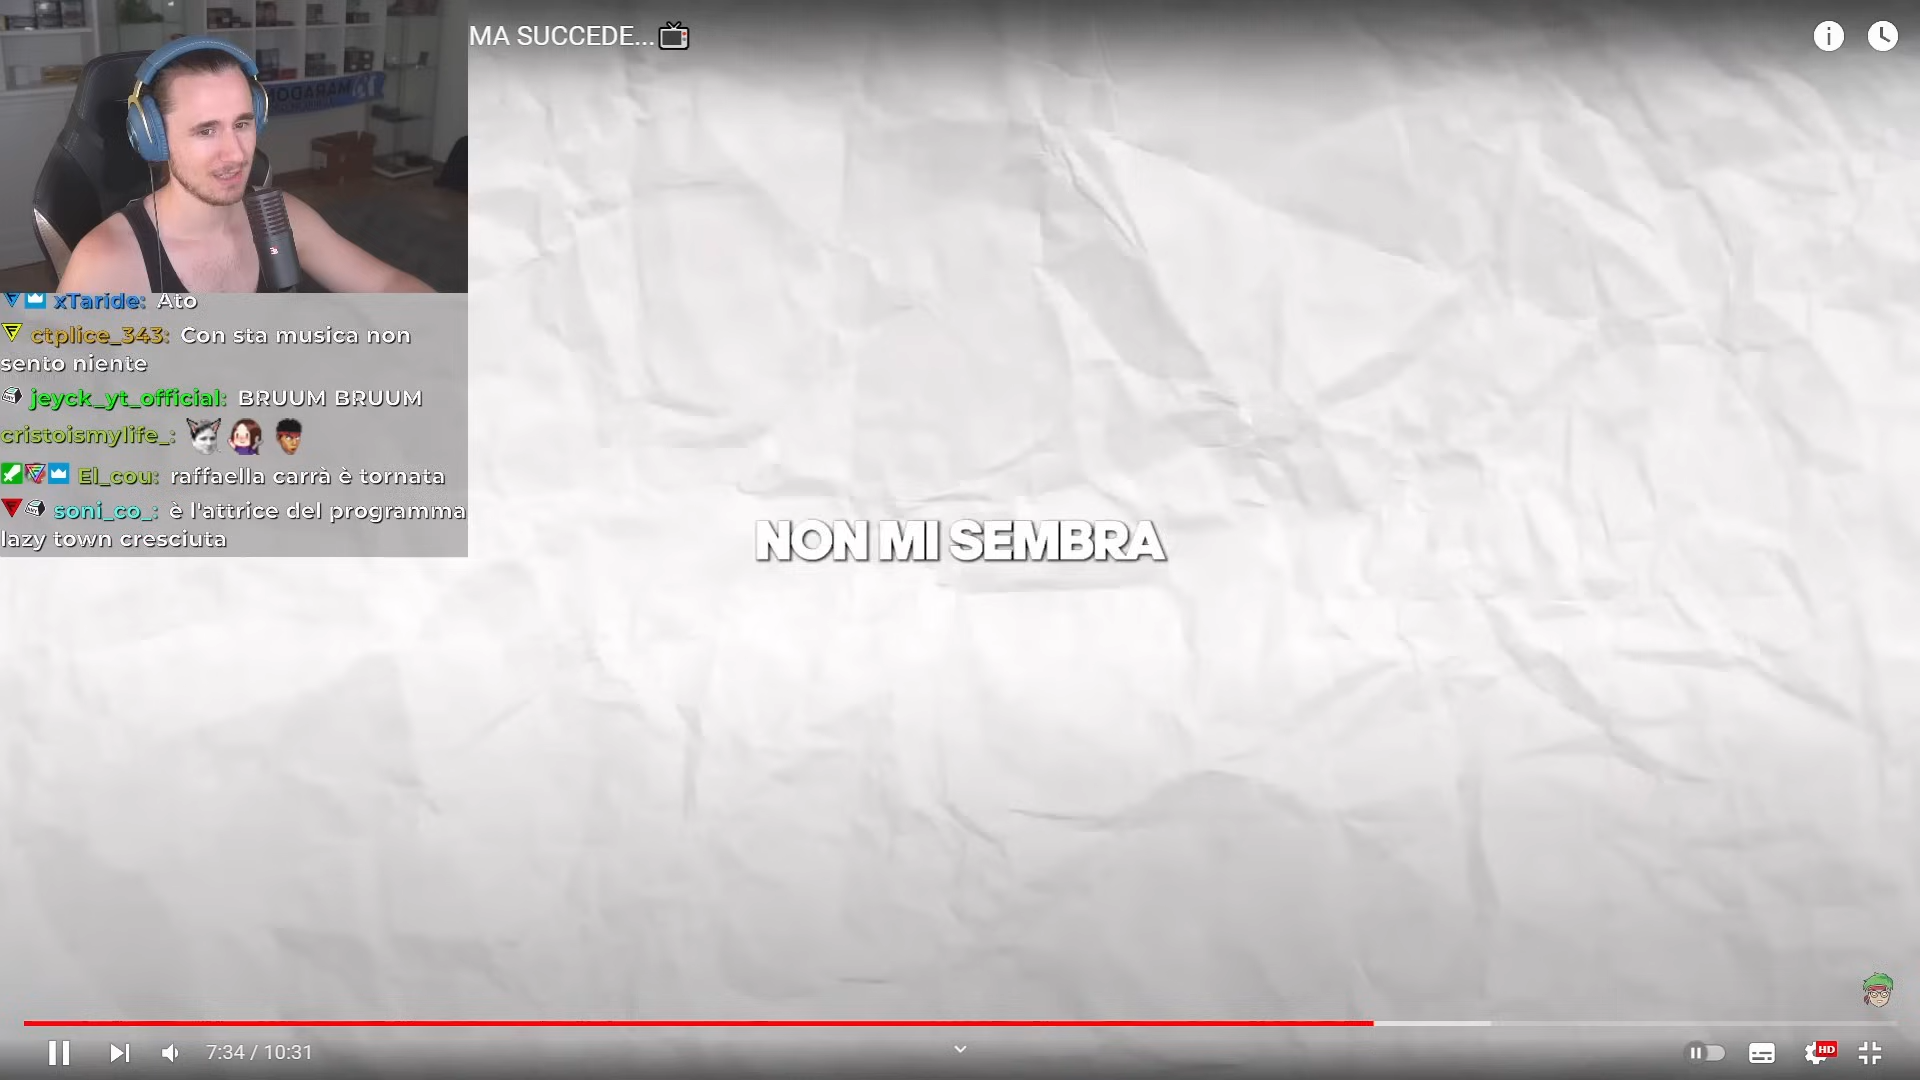 MA SUCCEDE...
MARADON
xTaride: Ato
ctplice_343: Con sta musica non
sento niente
jeyck_yt_official: BRUUM BRUUM
cristoismylife_:
El_cou: raffaella carrà è tornata
soni_co_: è l'attrice del programma
lazy town cresciuta
NON MI SEMBRA
7:34 / 10:31
HD